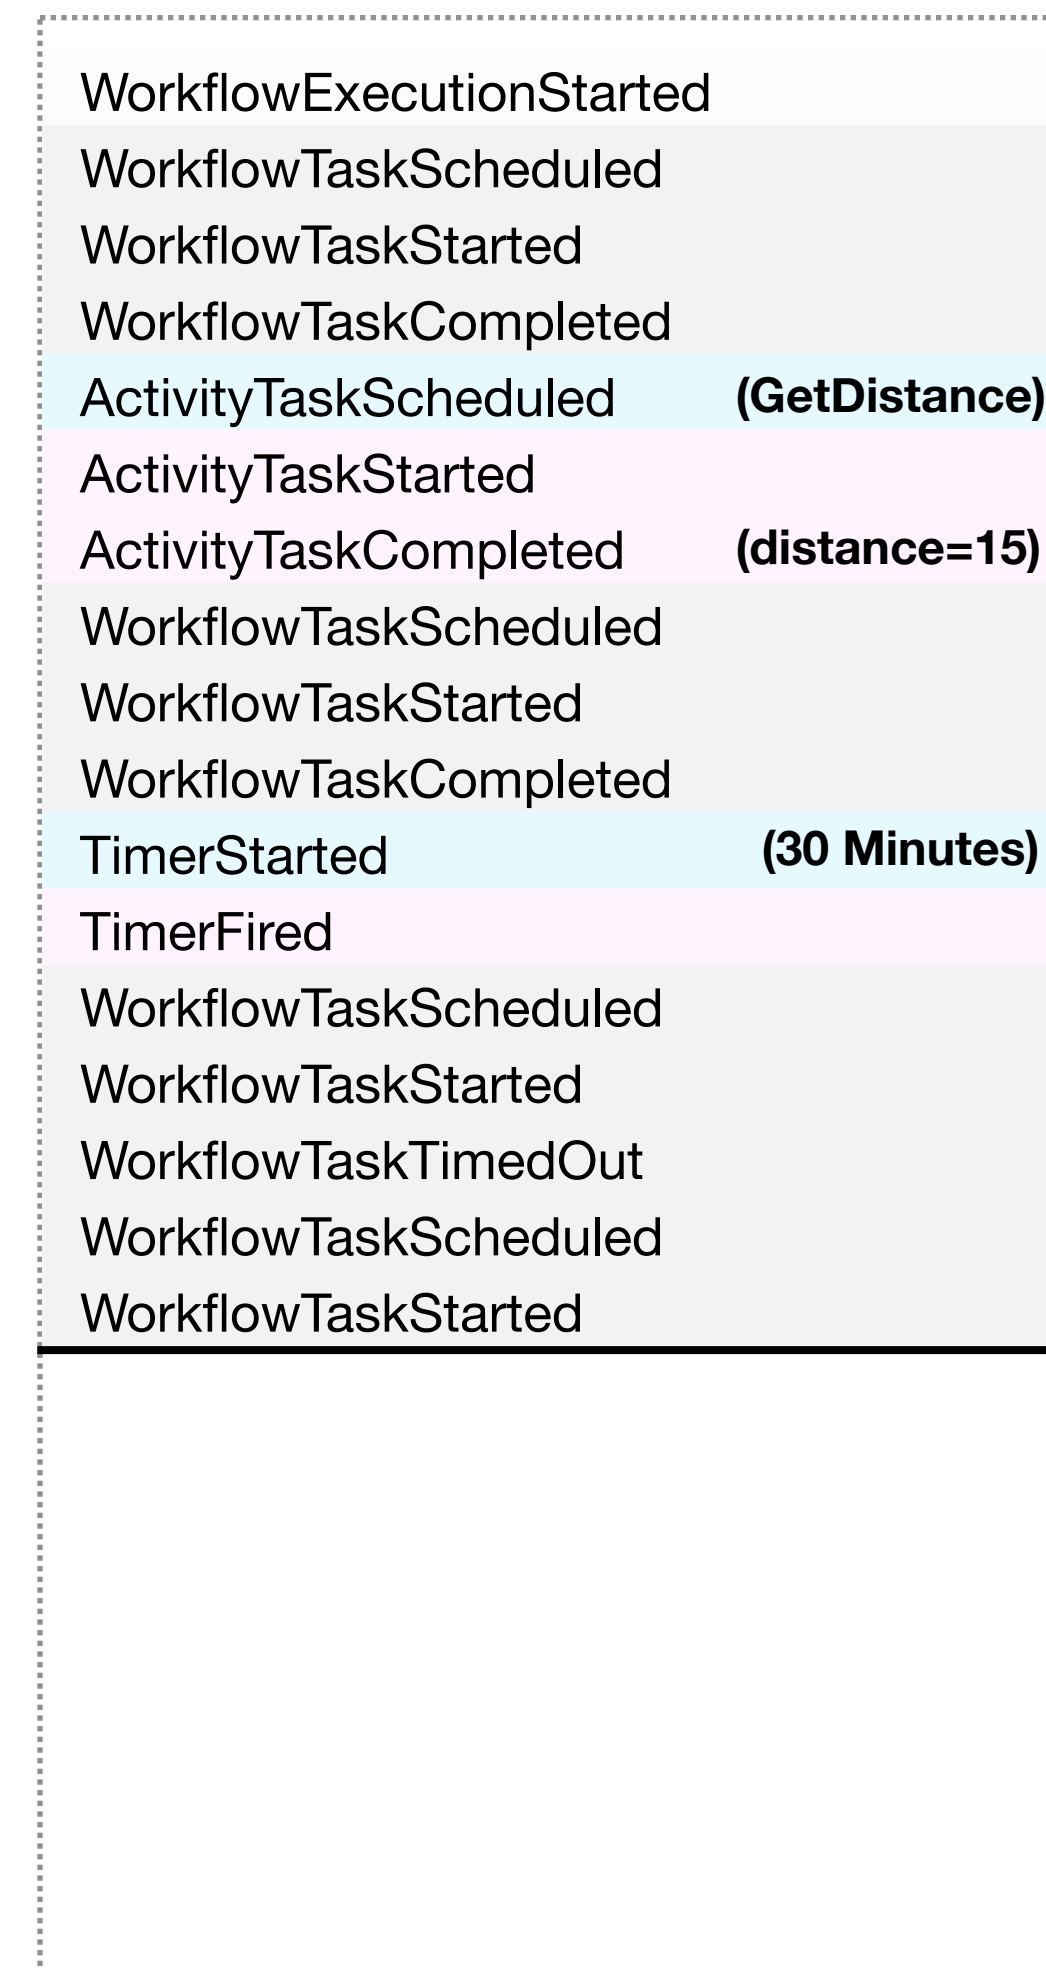 WorkflowExecutionStarted
WorkflowTaskScheduled
WorkflowTaskStarted
WorkflowTaskCompleted
ActivityTaskScheduled (GetDistance)
ActivityTaskStarted
ActivityTaskCompleted (distance=15)
WorkflowTaskScheduled
WorkflowTaskStarted
WorkflowTaskCompleted
TimerStarted (30 Minutes)
TimerFired
WorkflowTaskScheduled
WorkflowTaskStarted
WorkflowTaskTimedOut
WorkflowTaskScheduled
WorkflowTaskStarted